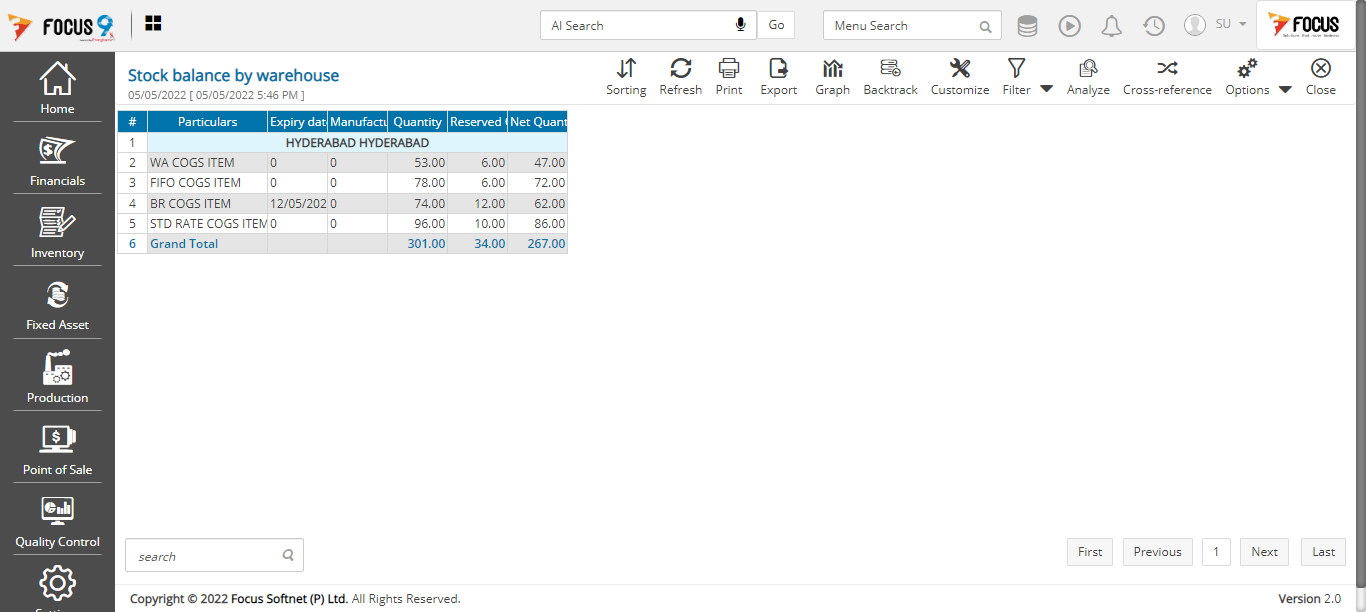 FOCUS 9
AI Search
Go
Menu Search
SU
FOCUS
Stock balance by warehouse
05/05/2022 [ 05/05/2022 5:46 PM ]
Sorting Refresh Print Export Graph Backtrack Customize Filter Analyze Cross-reference Options Close
Home
Financials
Inventory
Fixed Asset
Production
Point of Sale
Quality Control
# Particulars Expiry dat Manufactu Quantity Reserved Net Quant
1 HYDERABAD HYDERABAD
2 WA COGS ITEM 0 0 53.00 6.00 47.00
3 FIFO COGS ITEM 0 0 78.00 6.00 72.00
4 BR COGS ITEM 12/05/202 0 74.00 12.00 62.00
5 STD RATE COGS ITEM 0 0 96.00 10.00 86.00
6 Grand Total 301.00 34.00 267.00
search
First Previous 1 Next Last
Copyright © 2022 Focus Softnet (P) Ltd. All Rights Reserved.
Version 2.0